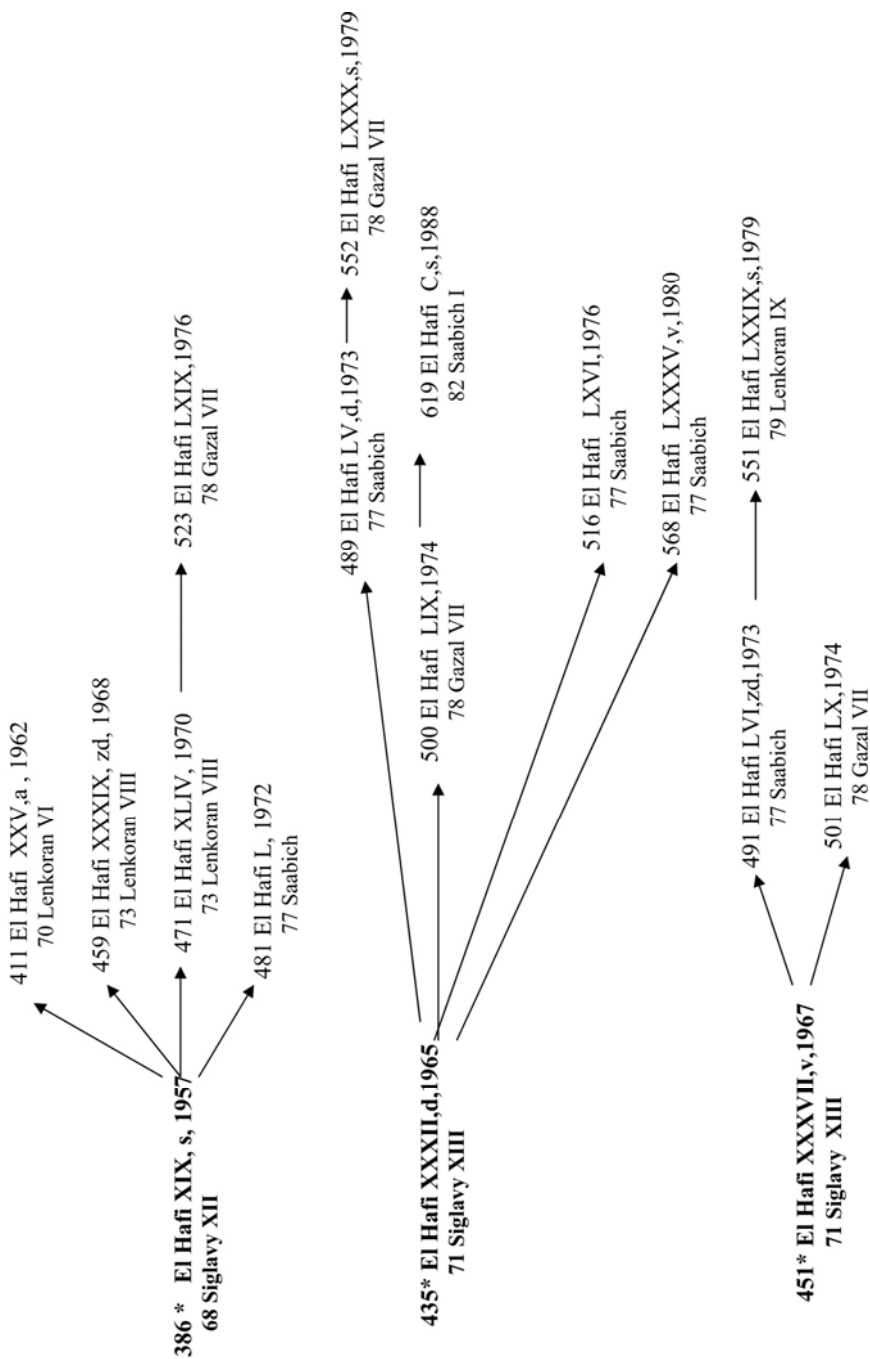 386 * El Hafi XIX, s, 1957
68 Siglavy XII
411 El Hafi XXV,a , 1962
70 Lenkoran VI
459 El Hafi XXXIX, zd, 1968
73 Lenkoran VIII
471 El Hafi XLIV, 1970
73 Lenkoran VIII
523 El Hafi LXIX,1976
78 Gazal VII
481 El Hafi L, 1972
77 Saabich
435* El Hafi XXXII,d,1965
71 Siglavy XIII
489 El Hafi LV,d,1973
77 Saabich
552 El Hafi LXXX,s,1979
78 Gazal VII
500 El Hafi LIX,1974
78 Gazal VII
619 El Hafi C,s,1988
82 Saabich I
516 El Hafi LXVI,1976
77 Saabich
568 El Hafi LXXXV,v,1980
77 Saabich
451* El Hafi XXXVII,v,1967
71 Siglavy XIII
491 El Hafi LVI,zd,1973
77 Saabich
551 El Hafi LXXIX,s,1979
79 Lenkoran IX
501 El Hafi LX,1974
78 Gazal VII